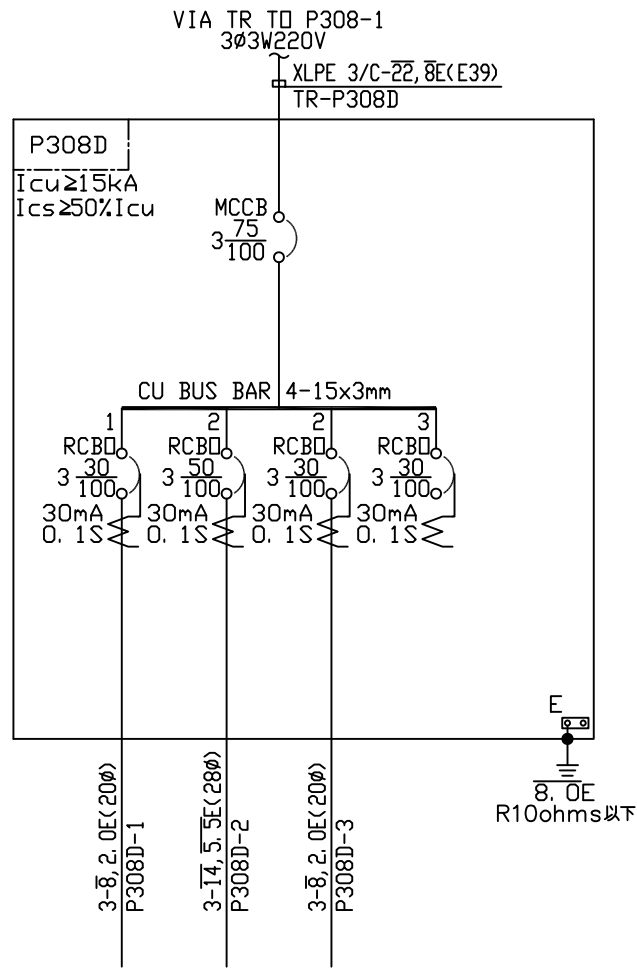 VIA TR TO P308-1
3ø3W220V
XLPE 3/C-22, 8E(E39)
TR-P308D
P308D
Icu≥15kA
Ics≥50%Icu
MCCB
3 75
100
CU BUS BAR 4-15x3mm
1 2 2 3
RCBO RCBO RCBO RCBO
3 30 3 50 3 30 3 30
100 100 100 100
30mA 30mA 30mA 30mA
0. 1S 0. 1S 0. 1S 0. 1S
E
8. 0E
R10ohms以下
3-8, 2. 0E(20ø)
P308D-1
3-14, 5. 5E(28ø)
P308D-2
3-8, 2. 0E(20ø)
P308D-3